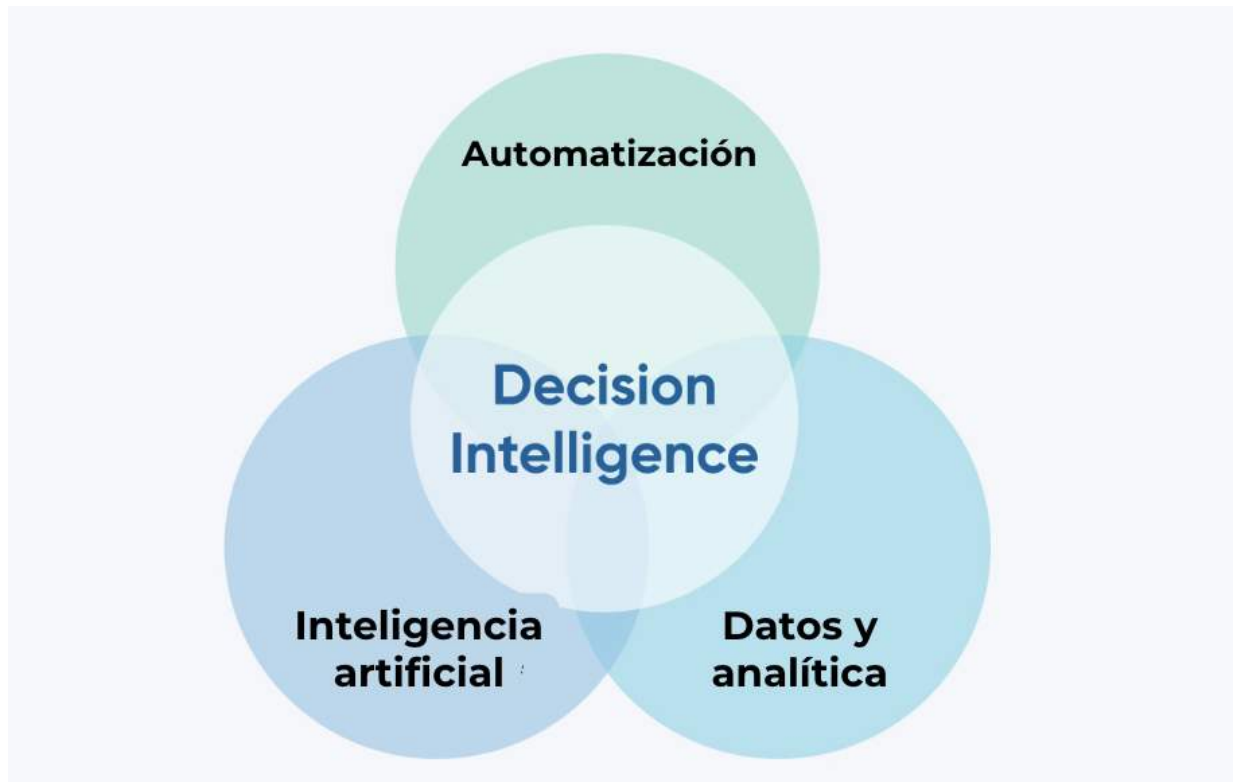 Automatización
Decision
Intelligence
Inteligencia
artificial
Datos y
analítica